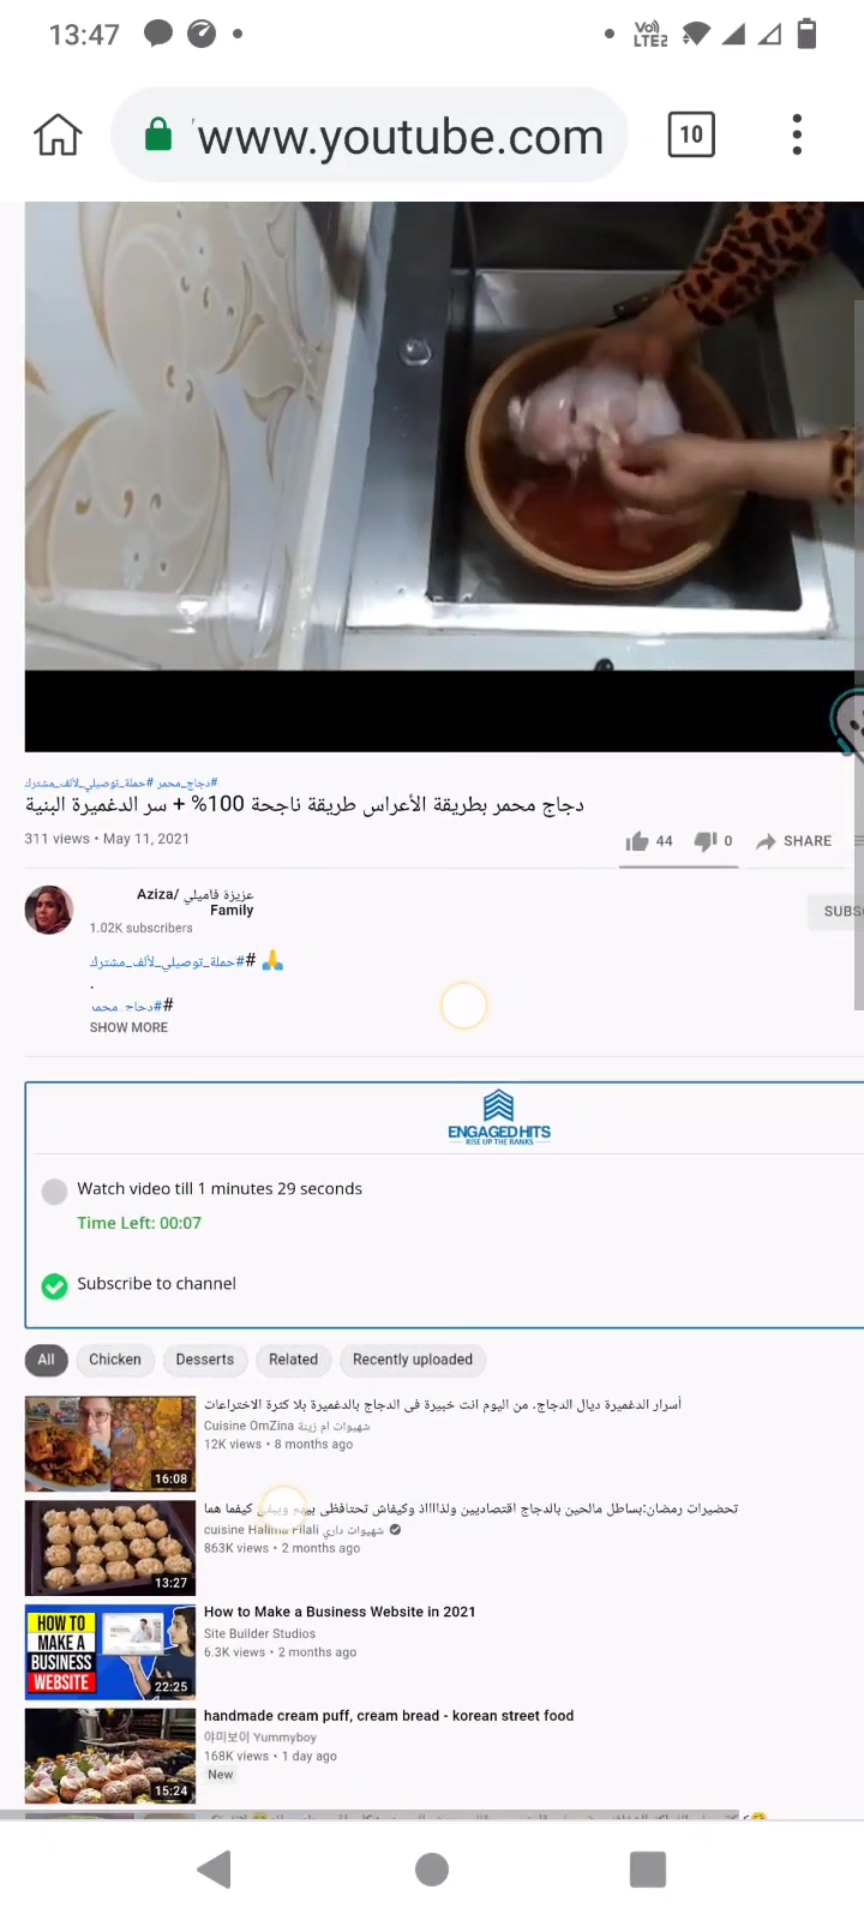 13:47
Vo)) LTE2
www.youtube.com
10
#دجاج_محمر #حملة_توصيلي_لألف_مشترك
دجاج محمر بطريقة الأعراس طريقة ناجحة 100% + سر الدغميرة البنية
311 views • May 11, 2021
44
0
SHARE
عزيزة فاميلي /Aziza
Family
1.02K subscribers
SUBS
##حملة_توصيلي_لألف_مشترك 🙏
.
##دجاج_محمر
SHOW MORE
ENGAGEDHITS
RISE UP THE RANKS
Watch video till 1 minutes 29 seconds
Time Left: 00:07
Subscribe to channel
All
Chicken
Desserts
Related
Recently uploaded
أسرار الدغميرة ديال الدجاج. من اليوم انت خبيرة فى الدجاج بالدغميرة بلا كثرة الاختراعات
Cuisine OmZina شهيوات ام زينة
12K views • 8 months ago
16:08
تحضيرات رمضان:بساطل مالحين بالدجاج اقتصاديين ولذاااذ وكيفاش تحتافظى بيهم ويبقى كيفما هما
cuisine Halima Filali شهيوات داري
863K views • 2 months ago
13:27
How to Make a Business Website in 2021
Site Builder Studios
6.3K views • 2 months ago
HOW TO
MAKE A
BUSINESS
WEBSITE
22:25
handmade cream puff, cream bread - korean street food
야미보이 Yummyboy
168K views • 1 day ago
New
15:24